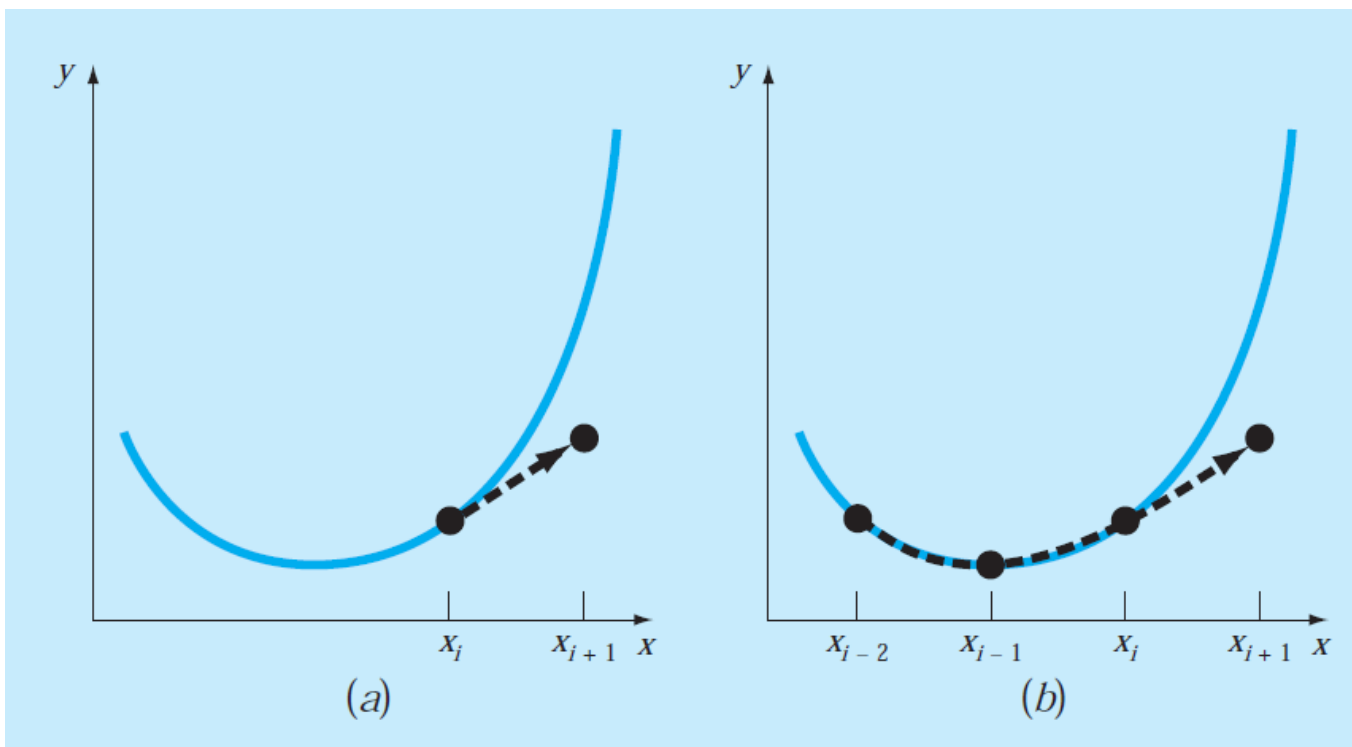 y
x_i
x_{i + 1}
x
(a)
y
x_{i – 2}
x_{i – 1}
x_i
x_{i + 1}
x
(b)